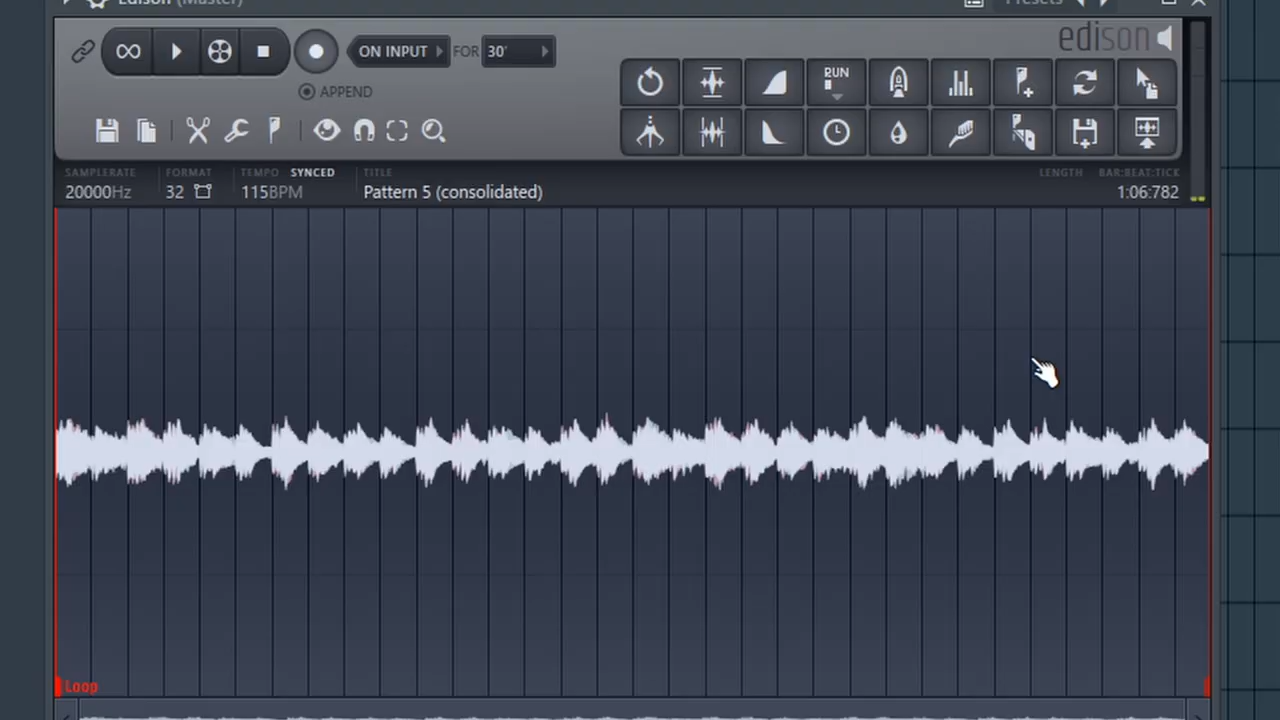 Edison (Master)
Presets
edison
ON INPUT FOR 30'
APPEND
RUN
SAMPLERATE FORMAT TEMPO SYNCED TITLE LENGTH BAR:BEAT:TICK
20000Hz 32 115BPM Pattern 5 (consolidated) 1:06:782
Loop